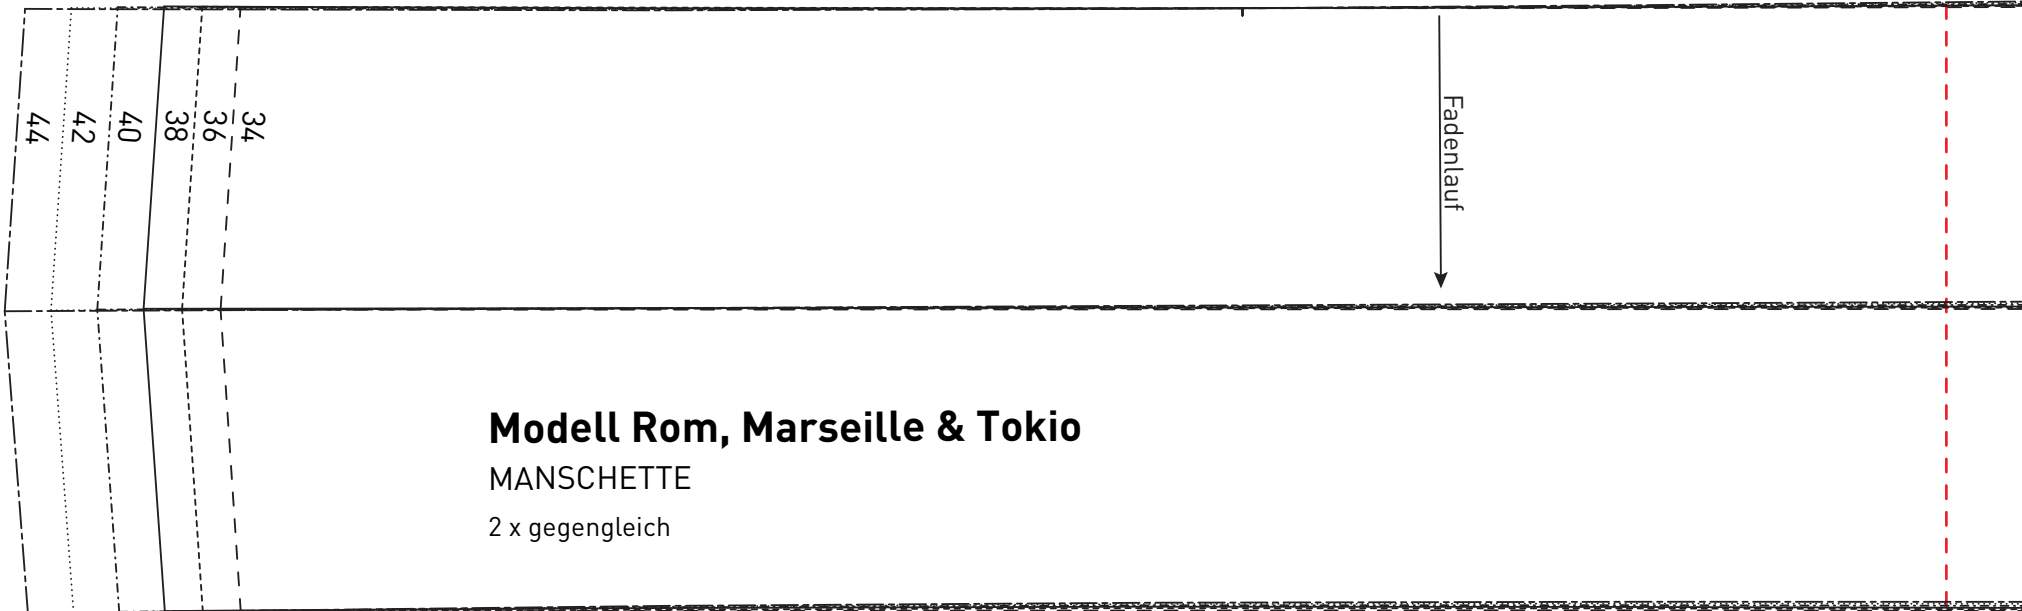 44
42
40
38
36
34
Fadenlauf
Modell Rom, Marseille & Tokio
MANSCHETTE
2 x gegengleich